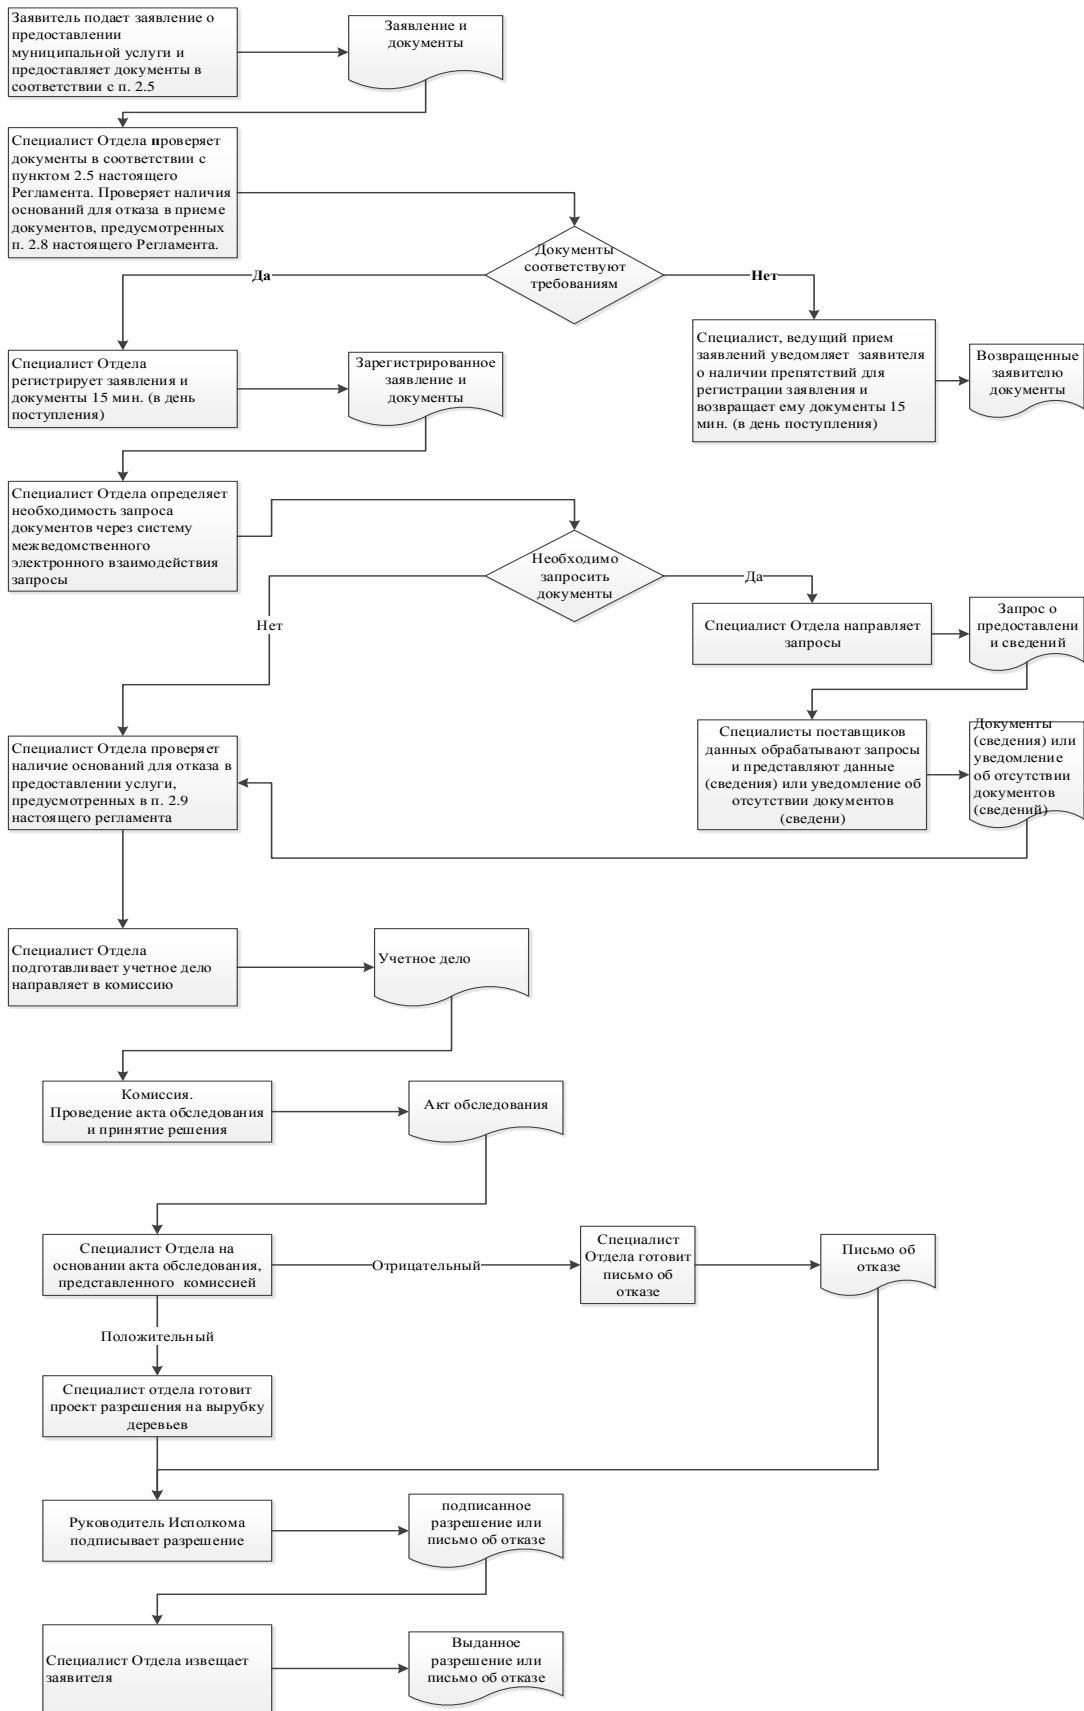 Заявитель подает заявление о
предоставлении
муниципальной услуги и
предоставляет документы в
соответствии с п. 2.5
Заявление и
документы
Специалист Отдела проверяет
документы в соответствии с
пунктом 2.5 настоящего
Регламента. Проверяет наличия
оснований для отказа в приеме
документов, предусмотренных
п. 2.8 настоящего Регламента.
Документы
соответствуют
требованиям
Да
Нет
Специалист Отдела
регистрирует заявления и
документы 15 мин. (в день
поступления)
Зарегистрированное
заявление и
документы
Специалист, ведущий прием
заявлений уведомляет заявителя
о наличии препятствий для
регистрации заявления и
возвращает ему документы 15
мин. (в день поступления)
Возвращенные
заявителю
документы
Специалист Отдела определяет
необходимость запроса
документов через систему
межведомственного
электронного взаимодействия
запросы
Необходимо
запросить
документы
Да
Нет
Специалист Отдела направляет
запросы
Запрос о
предоставлени
и сведений
Специалист Отдела проверяет
наличие оснований для отказа в
предоставлении услуги,
предусмотренных в п. 2.9
настоящего регламента
Специалисты поставщиков
данных обрабатывают запросы
и представляют данные
(сведения) или уведомление об
отсутствии документов
(сведени)
Документы
(сведения) или
уведомление
об отсутствии
документов
(сведений)
Специалист Отдела
подготавливает учетное дело
направляет в комиссию
Учетное дело
Комиссия.
Проведение акта обследования
и принятие решения
Акт обследования
Специалист Отдела на
основании акта обследования,
представленного комиссией
Отрицательный
Специалист
Отдела готовит
письмо об
отказе
Письмо об
отказе
Положительный
Специалист отдела готовит
проект разрешения на вырубку
деревьев
Руководитель Исполкома
подписывает разрешение
подписанное
разрешение или
письмо об отказе
Специалист Отдела извещает
заявителя
Выданное
разрешение или
письмо об отказе